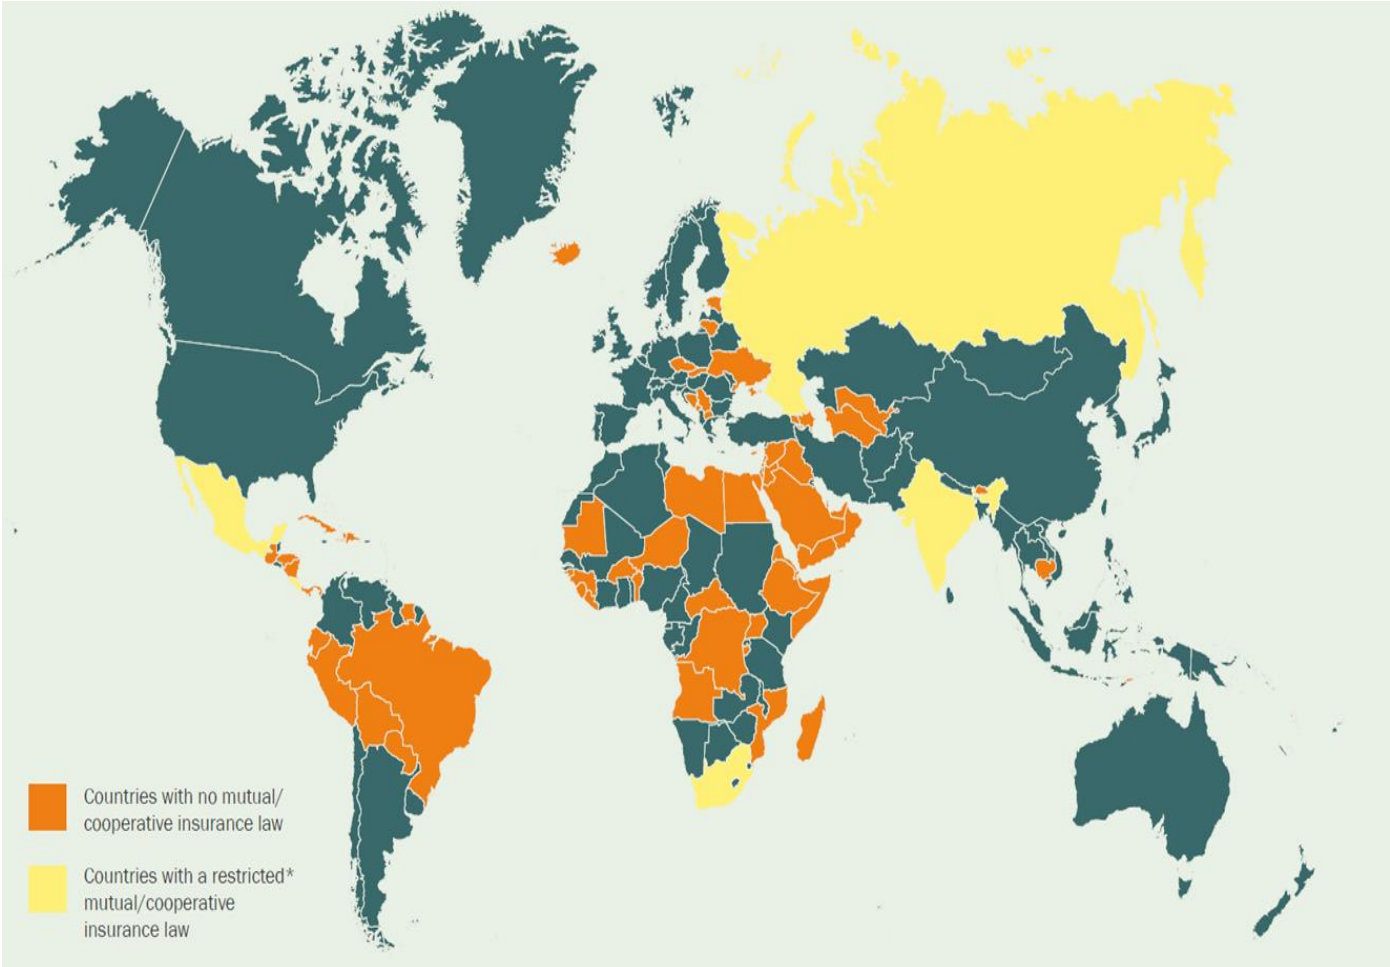 Countries with no mutual/
cooperative insurance law
Countries with a restricted*
mutual/cooperative
insurance law